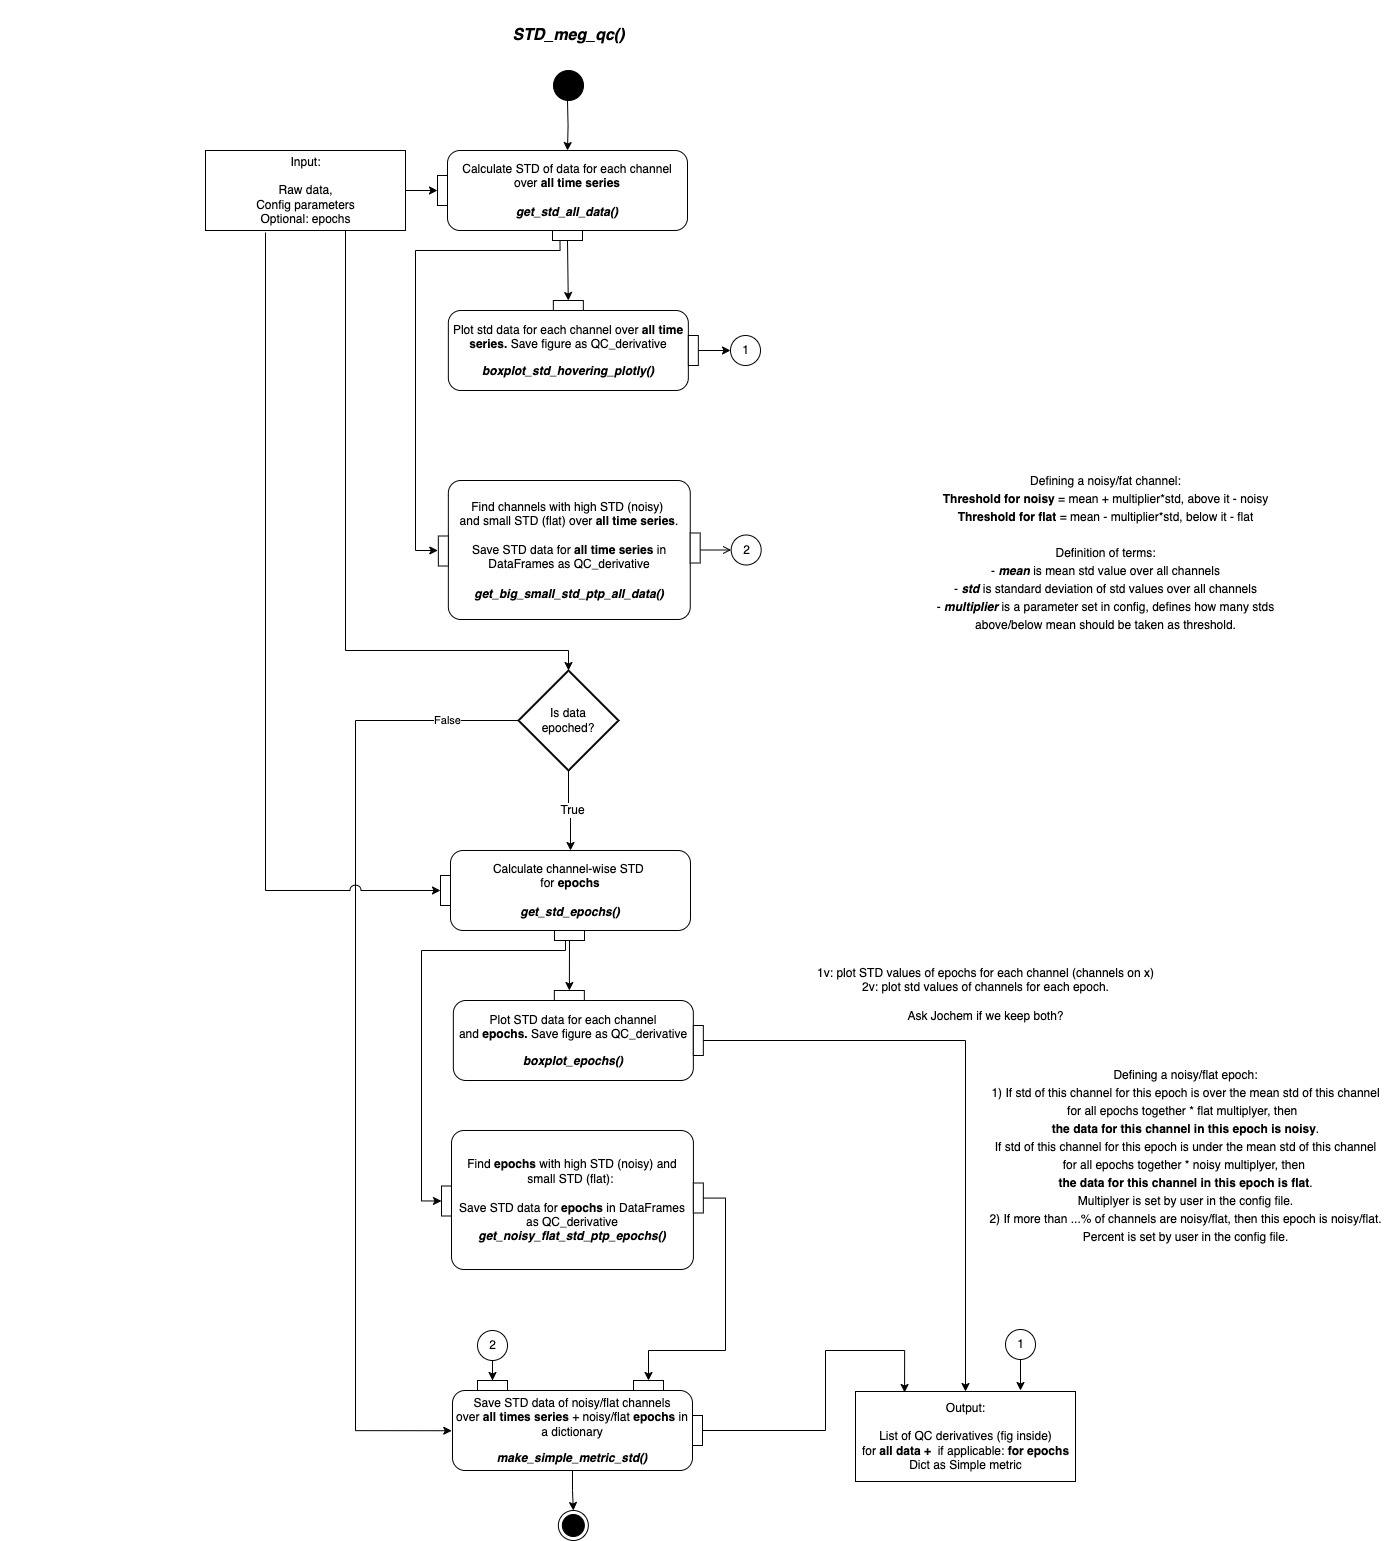 STD_meg_qc()
Input:
Raw data,
Config parameters
Optional: epochs
Calculate STD of data for each channel
over all time series
get_std_all_data()
Plot std data for each channel over all time
series. Save figure as QC_derivative
boxplot_std_hovering_plotly()
1
Find channels with high STD (noisy)
and small STD (flat) over all time series.
Save STD data for all time series in
DataFrames as QC_derivative
get_big_small_std_ptp_all_data()
2
Defining a noisy/fat channel:
Threshold for noisy = mean + multiplier*std, above it - noisy
Threshold for flat = mean - multiplier*std, below it - flat
Definition of terms:
- mean is mean std value over all channels
- std is standard deviation of std values over all channels
- multiplier is a parameter set in config, defines how many stds
above/below mean should be taken as threshold.
Is data
epoched?
False
True
Calculate channel-wise STD
for epochs
get_std_epochs()
1v: plot STD values of epochs for each channel (channels on x)
2v: plot std values of channels for each epoch.
Ask Jochem if we keep both?
Plot STD data for each channel
and epochs. Save figure as QC_derivative
boxplot_epochs()
Defining a noisy/flat epoch:
1) If std of this channel for this epoch is over the mean std of this channel
for all epochs together * flat multiplyer, then
the data for this channel in this epoch is noisy.
If std of this channel for this epoch is under the mean std of this channel
for all epochs together * noisy multiplyer, then
the data for this channel in this epoch is flat.
Multiplyer is set by user in the config file.
2) If more than ...% of channels are noisy/flat, then this epoch is noisy/flat.
Percent is set by user in the config file.
Find epochs with high STD (noisy) and
small STD (flat):
Save STD data for epochs in DataFrames
as QC_derivative
get_noisy_flat_std_ptp_epochs()
2
1
Save STD data of noisy/flat channels
over all times series + noisy/flat epochs in
a dictionary
make_simple_metric_std()
Output:
List of QC derivatives (fig inside)
for all data + if applicable: for epochs
Dict as Simple metric